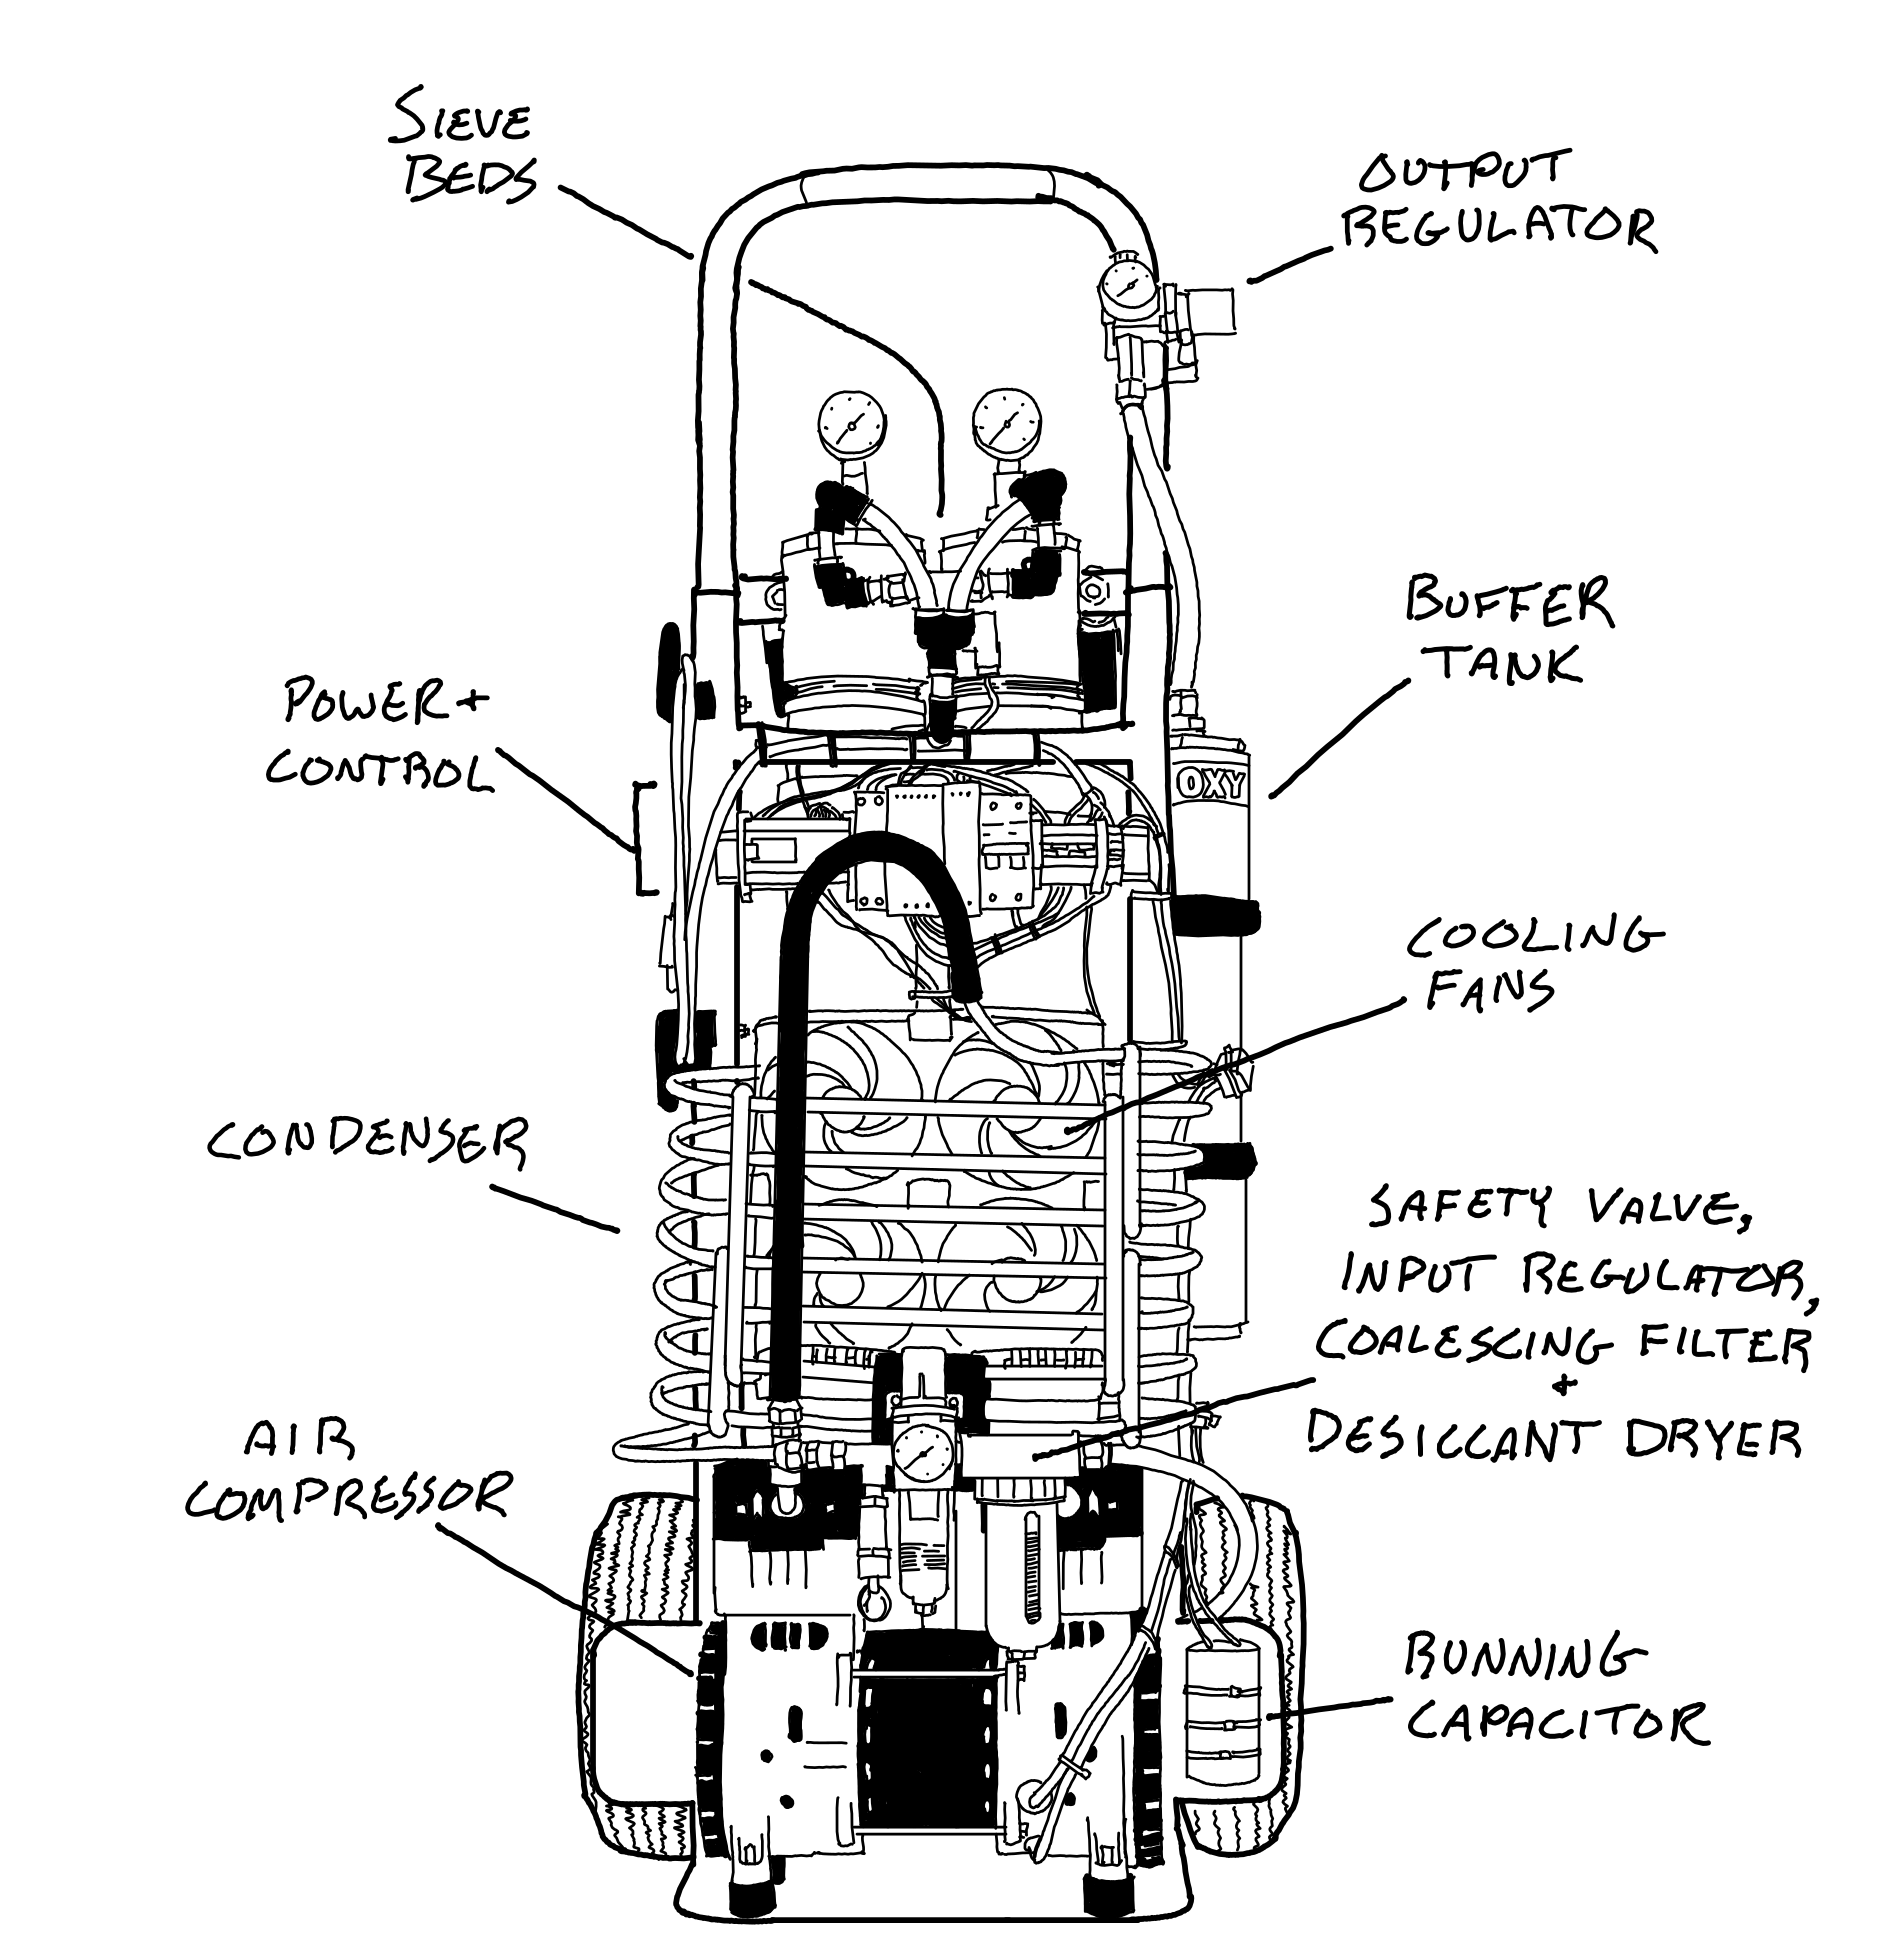 SIEVE
BEDS
OUTPUT
REGULATOR
BUFFER
TANK
POWER+
CONTROL
OXY
COOLING
FANS
CONDENSER
SAFETY VALVE,
INPUT REGULATOR,
COALESCING FILTER
+
DESICCANT DRYER
AIR
COMPRESSOR
RUNNING
CAPACITOR